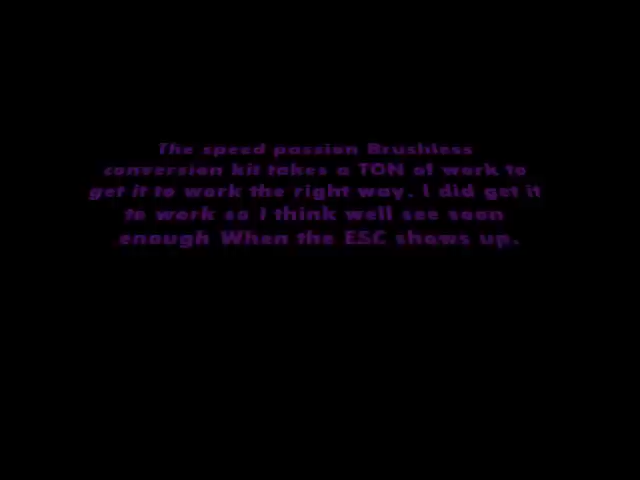 The speed passion Brushless
conversion kit takes a TON of work to
get it to work the right way. I did get it
to work so I think well see soon
enough When the ESC shows up.